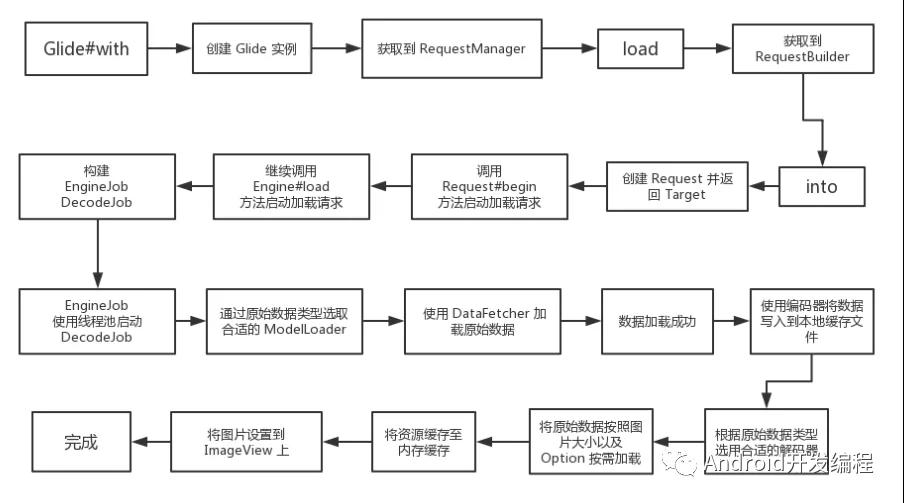 Glide#with
创建 Glide 实例
获取到 RequestManager
load
获取到
RequestBuilder
into
创建 Request 并返
回 Target
调用
Request#begin
方法启动加载请求
继续调用
Engine#load
方法启动加载请求
构建
EngineJob
DecodeJob
EngineJob
使用线程池启动
DecodeJob
通过原始数据类型选取
合适的 ModelLoader
使用 DataFetcher 加
载原始数据
数据加载成功
使用编码器将数据
写入到本地缓存文
件
根据原始数据类型
选用合适的解码器
将原始数据按照图
片大小以及
Option 按需加载
将资源缓存至
内存缓存
将图片设置到
ImageView 上
完成
Android开发编程